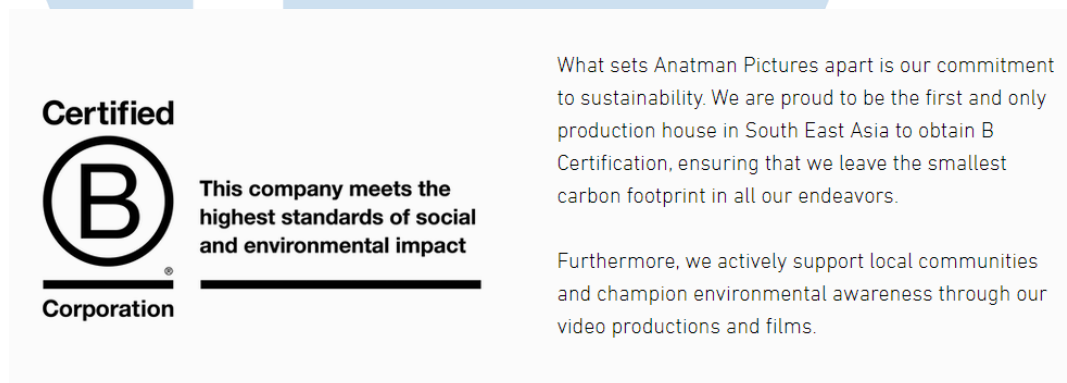 Certified
B
®
Corporation
This company meets the
highest standards of social
and environmental impact
What sets Anatman Pictures apart is our commitment
to sustainability. We are proud to be the first and only
production house in South East Asia to obtain B
Certification, ensuring that we leave the smallest
carbon footprint in all our endeavors.
Furthermore, we actively support local communities
and champion environmental awareness through our
video productions and films.